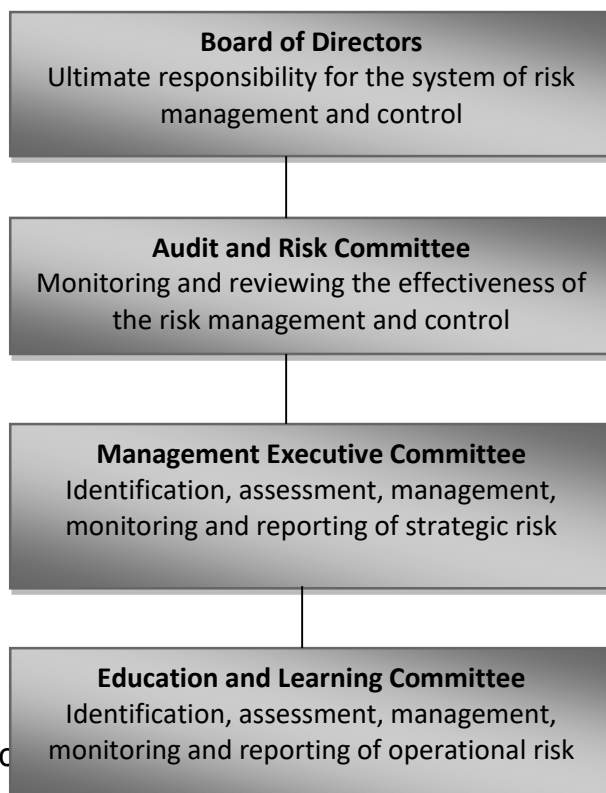 Board of Directors
Ultimate responsibility for the system of risk
management and control
Audit and Risk Committee
Monitoring and reviewing the effectiveness of
the risk management and control
Management Executive Committee
Identification, assessment, management,
monitoring and reporting of strategic risk
Education and Learning Committee
Identification, assessment, management,
monitoring and reporting of operational risk